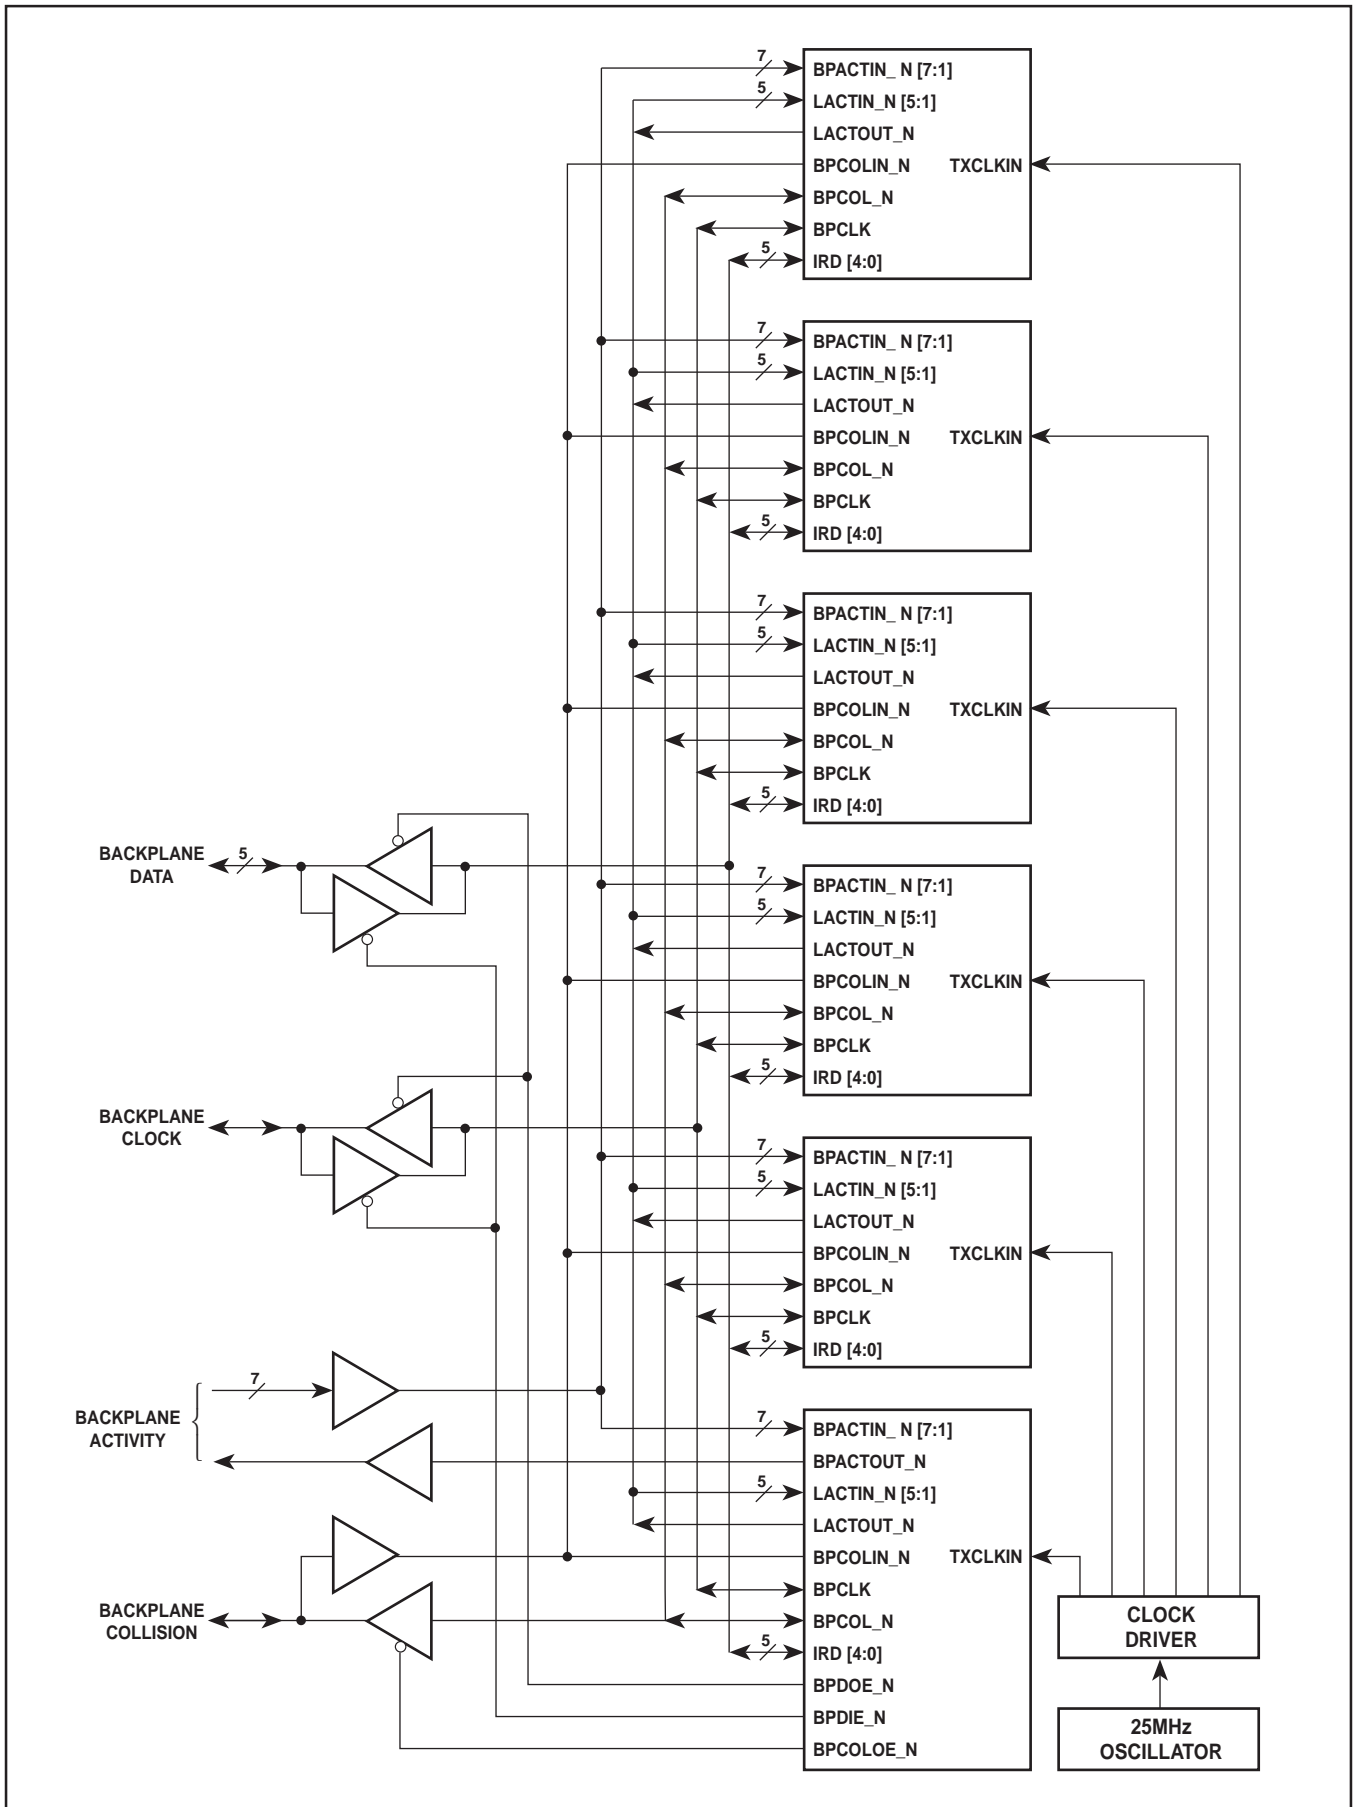 7
BPACTIN_ N [7:1]
5
LACTIN_N [5:1]
LACTOUT_N
BPCOLIN_N TXCLKIN
BPCOL_N
BPCLK
5
IRD [4:0]
7
BPACTIN_ N [7:1]
5
LACTIN_N [5:1]
LACTOUT_N
BPCOLIN_N TXCLKIN
BPCOL_N
BPCLK
5
IRD [4:0]
7
BPACTIN_ N [7:1]
5
LACTIN_N [5:1]
LACTOUT_N
BPCOLIN_N TXCLKIN
BPCOL_N
BPCLK
5
IRD [4:0]
BACKPLANE
DATA
5
7
BPACTIN_ N [7:1]
5
LACTIN_N [5:1]
LACTOUT_N
BPCOLIN_N TXCLKIN
BPCOL_N
BPCLK
5
IRD [4:0]
BACKPLANE
CLOCK
7
BPACTIN_ N [7:1]
5
LACTIN_N [5:1]
LACTOUT_N
BPCOLIN_N TXCLKIN
BPCOL_N
BPCLK
5
IRD [4:0]
7
BACKPLANE
ACTIVITY
7
BPACTIN_ N [7:1]
BPACTOUT_N
5
LACTIN_N [5:1]
LACTOUT_N
BPCOLIN_N TXCLKIN
BPCLK
BACKPLANE
COLLISION
BPCOL_N
5
IRD [4:0]
BPDOE_N
BPDIE_N
BPCOLOE_N
CLOCK
DRIVER
25MHz
OSCILLATOR